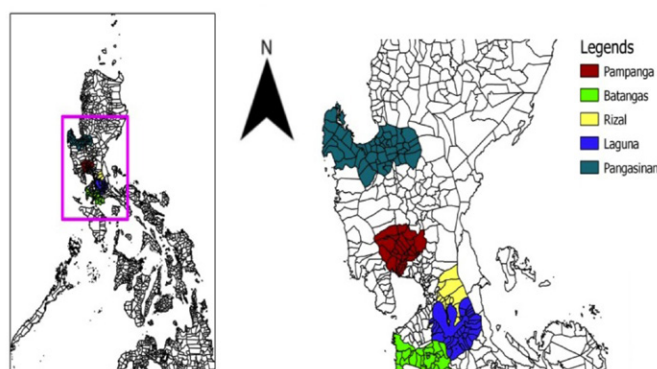 N
Legends
Pampanga
Batangas
Rizal
Laguna
Pangasinan